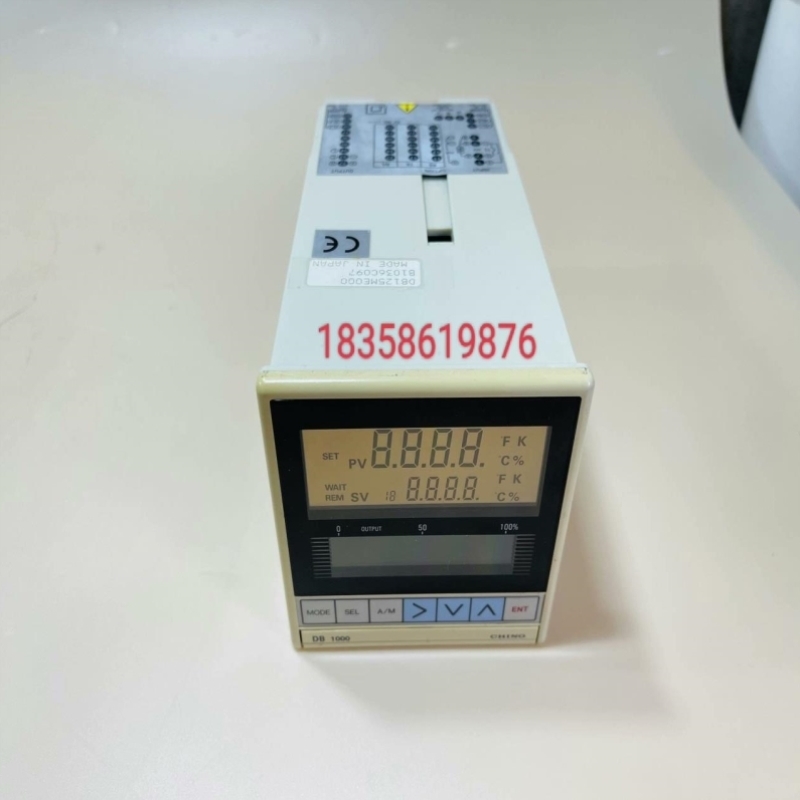 CE
MADE IN JAPAN
B1036C097
DB125ME000
18358619876
SET PV 8.8.8.8. °F K
°C%
WAIT °F K
REM SV 18 8.8.8.8. °C%
0 OUTPUT 50 100%
MODE SEL A/M > ∨ ∧ ENT
DB 1000 CHINO